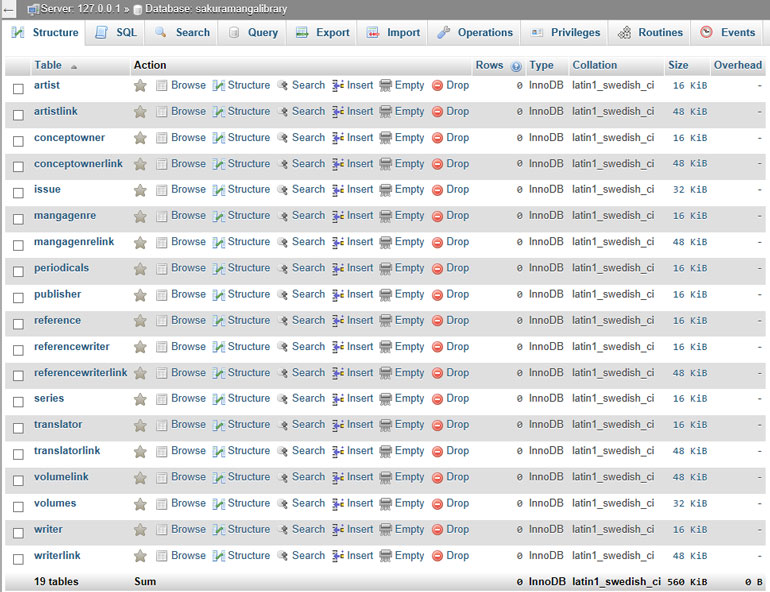 Server: 127.0.0.1 » Database: sakuramangalibrary
Structure SQL Search Query Export Import Operations Privileges Routines Events
Table Action Rows Type Collation Size Overhead
artist Browse Structure Search Insert Empty Drop 0 InnoDB latin1_swedish_ci 16 KiB -
artistlink Browse Structure Search Insert Empty Drop 0 InnoDB latin1_swedish_ci 48 KiB -
conceptowner Browse Structure Search Insert Empty Drop 0 InnoDB latin1_swedish_ci 16 KiB -
conceptownerlink Browse Structure Search Insert Empty Drop 0 InnoDB latin1_swedish_ci 48 KiB -
issue Browse Structure Search Insert Empty Drop 0 InnoDB latin1_swedish_ci 32 KiB -
mangagenre Browse Structure Search Insert Empty Drop 0 InnoDB latin1_swedish_ci 16 KiB -
mangagenrelink Browse Structure Search Insert Empty Drop 0 InnoDB latin1_swedish_ci 48 KiB -
periodicals Browse Structure Search Insert Empty Drop 0 InnoDB latin1_swedish_ci 16 KiB -
publisher Browse Structure Search Insert Empty Drop 0 InnoDB latin1_swedish_ci 16 KiB -
reference Browse Structure Search Insert Empty Drop 0 InnoDB latin1_swedish_ci 16 KiB -
referencewriter Browse Structure Search Insert Empty Drop 0 InnoDB latin1_swedish_ci 16 KiB -
referencewriterlink Browse Structure Search Insert Empty Drop 0 InnoDB latin1_swedish_ci 48 KiB -
series Browse Structure Search Insert Empty Drop 0 InnoDB latin1_swedish_ci 16 KiB -
translator Browse Structure Search Insert Empty Drop 0 InnoDB latin1_swedish_ci 16 KiB -
translatorlink Browse Structure Search Insert Empty Drop 0 InnoDB latin1_swedish_ci 48 KiB -
volumelink Browse Structure Search Insert Empty Drop 0 InnoDB latin1_swedish_ci 48 KiB -
volumes Browse Structure Search Insert Empty Drop 0 InnoDB latin1_swedish_ci 32 KiB -
writer Browse Structure Search Insert Empty Drop 0 InnoDB latin1_swedish_ci 16 KiB -
writerlink Browse Structure Search Insert Empty Drop 0 InnoDB latin1_swedish_ci 48 KiB -
19 tables Sum 0 InnoDB latin1_swedish_ci 560 KiB 0 B